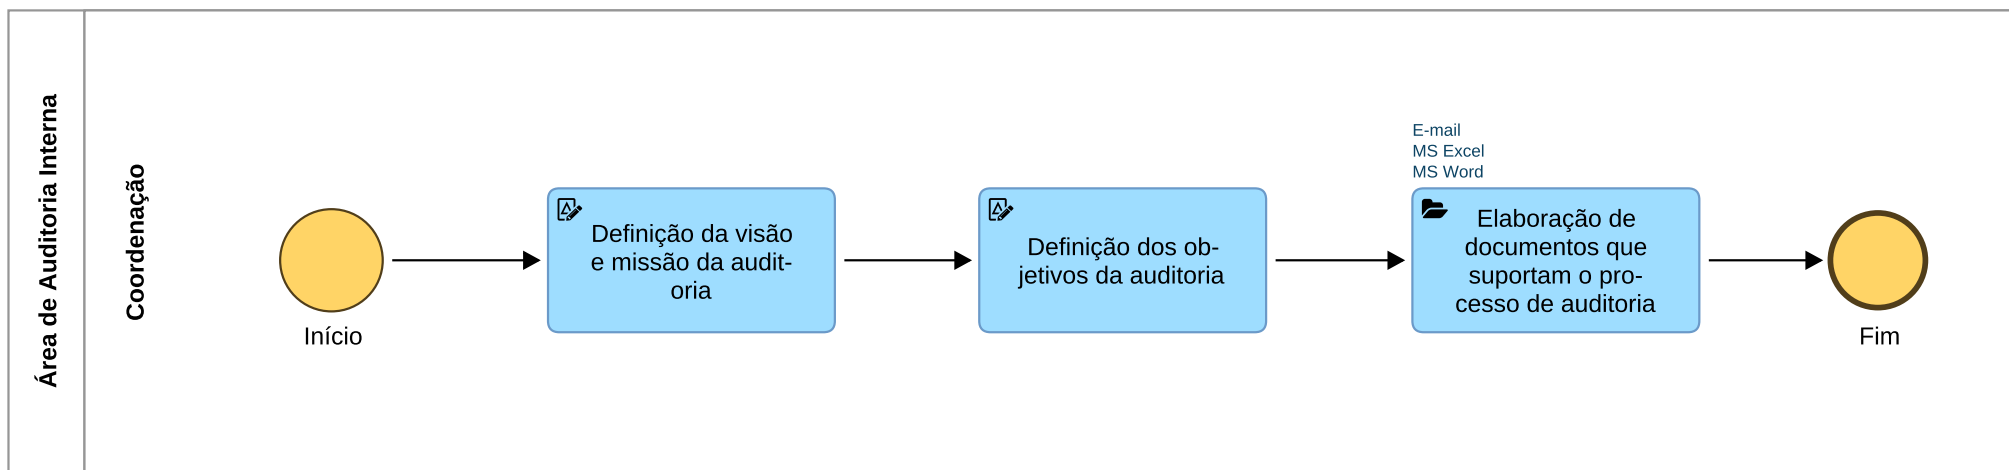 Área de Auditoria Interna
Coordenação
Início
Definição da visão
e missão da audit-
oria
Definição dos ob-
jetivos da auditoria
E-mail
MS Excel
MS Word
Elaboração de
documentos que
suportam o pro-
cesso de auditoria
Fim